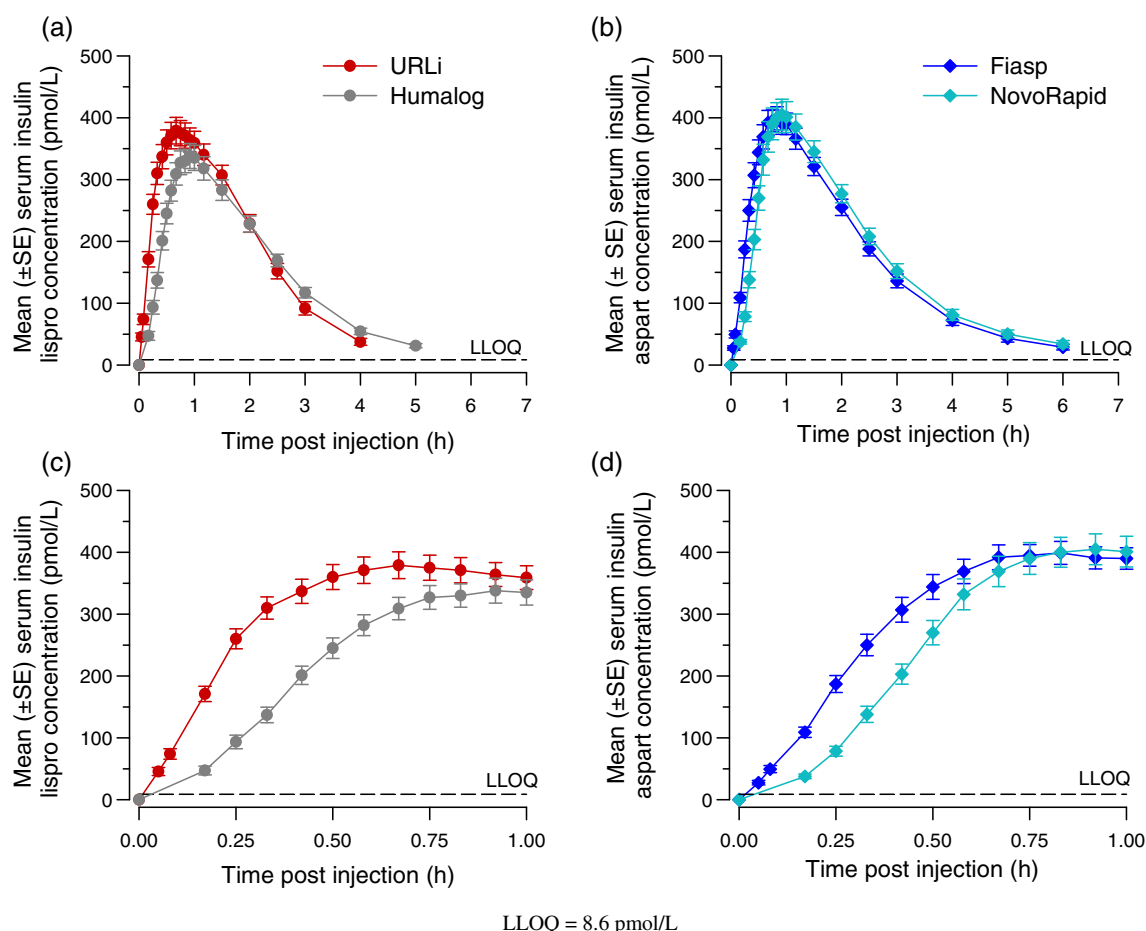 (a)
500
400
300
200
100
0
Mean (±SE) serum insulin
lispro concentration (pmol/L)
URLi
Humalog
LLOQ
0 1 2 3 4 5 6 7
Time post injection (h)
(b)
500
400
300
200
100
0
Mean (± SE) serum insulin
aspart concentration (pmol/L)
Fiasp
NovoRapid
LLOQ
0 1 2 3 4 5 6 7
Time post injection (h)
(c)
500
400
300
200
100
0
Mean (±SE) serum insulin
lispro concentration (pmol/L)
LLOQ
0.00 0.25 0.50 0.75 1.00
Time post injection (h)
(d)
500
400
300
200
100
0
Mean (±SE) serum insulin
aspart concentration (pmol/L)
LLOQ
0.00 0.25 0.50 0.75 1.00
Time post injection (h)
LLOQ = 8.6 pmol/L